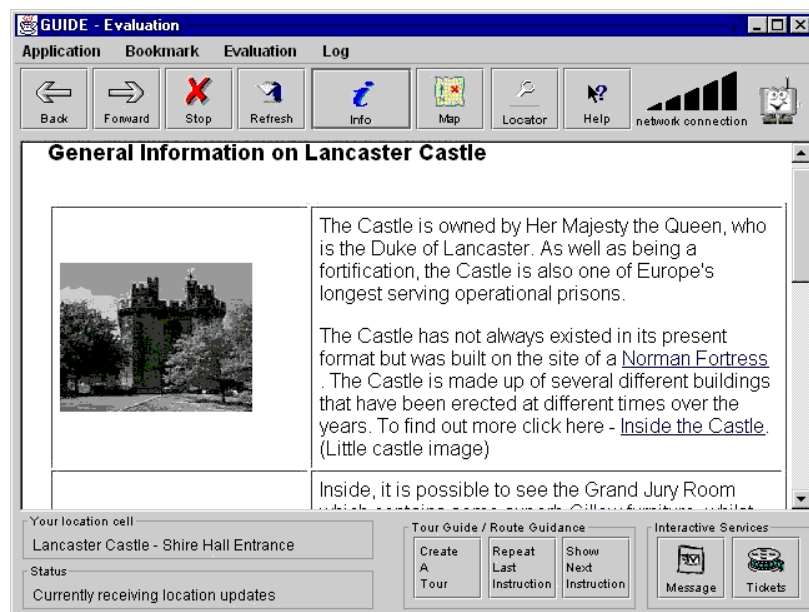 GUIDE - Evaluation
Application Bookmark Evaluation Log
Back Forward Stop Refresh Info Map Locator Help network connection
General Information on Lancaster Castle
The Castle is owned by Her Majesty the Queen, who
is the Duke of Lancaster. As well as being a
fortification, the Castle is also one of Europe's
longest serving operational prisons.
The Castle has not always existed in its present
format but was built on the site of a Norman Fortress
. The Castle is made up of several different buildings
that have been erected at different times over the
years. To find out more click here - Inside the Castle.
(Little castle image)
Inside, it is possible to see the Grand Jury Room
which contains some superb Gillow furniture, whilst
Your location cell
Lancaster Castle - Shire Hall Entrance
Status
Currently receiving location updates
Tour Guide / Route Guidance
Create
A
Tour
Repeat
Last
Instruction
Show
Next
Instruction
Interactive Services
Message
Tickets